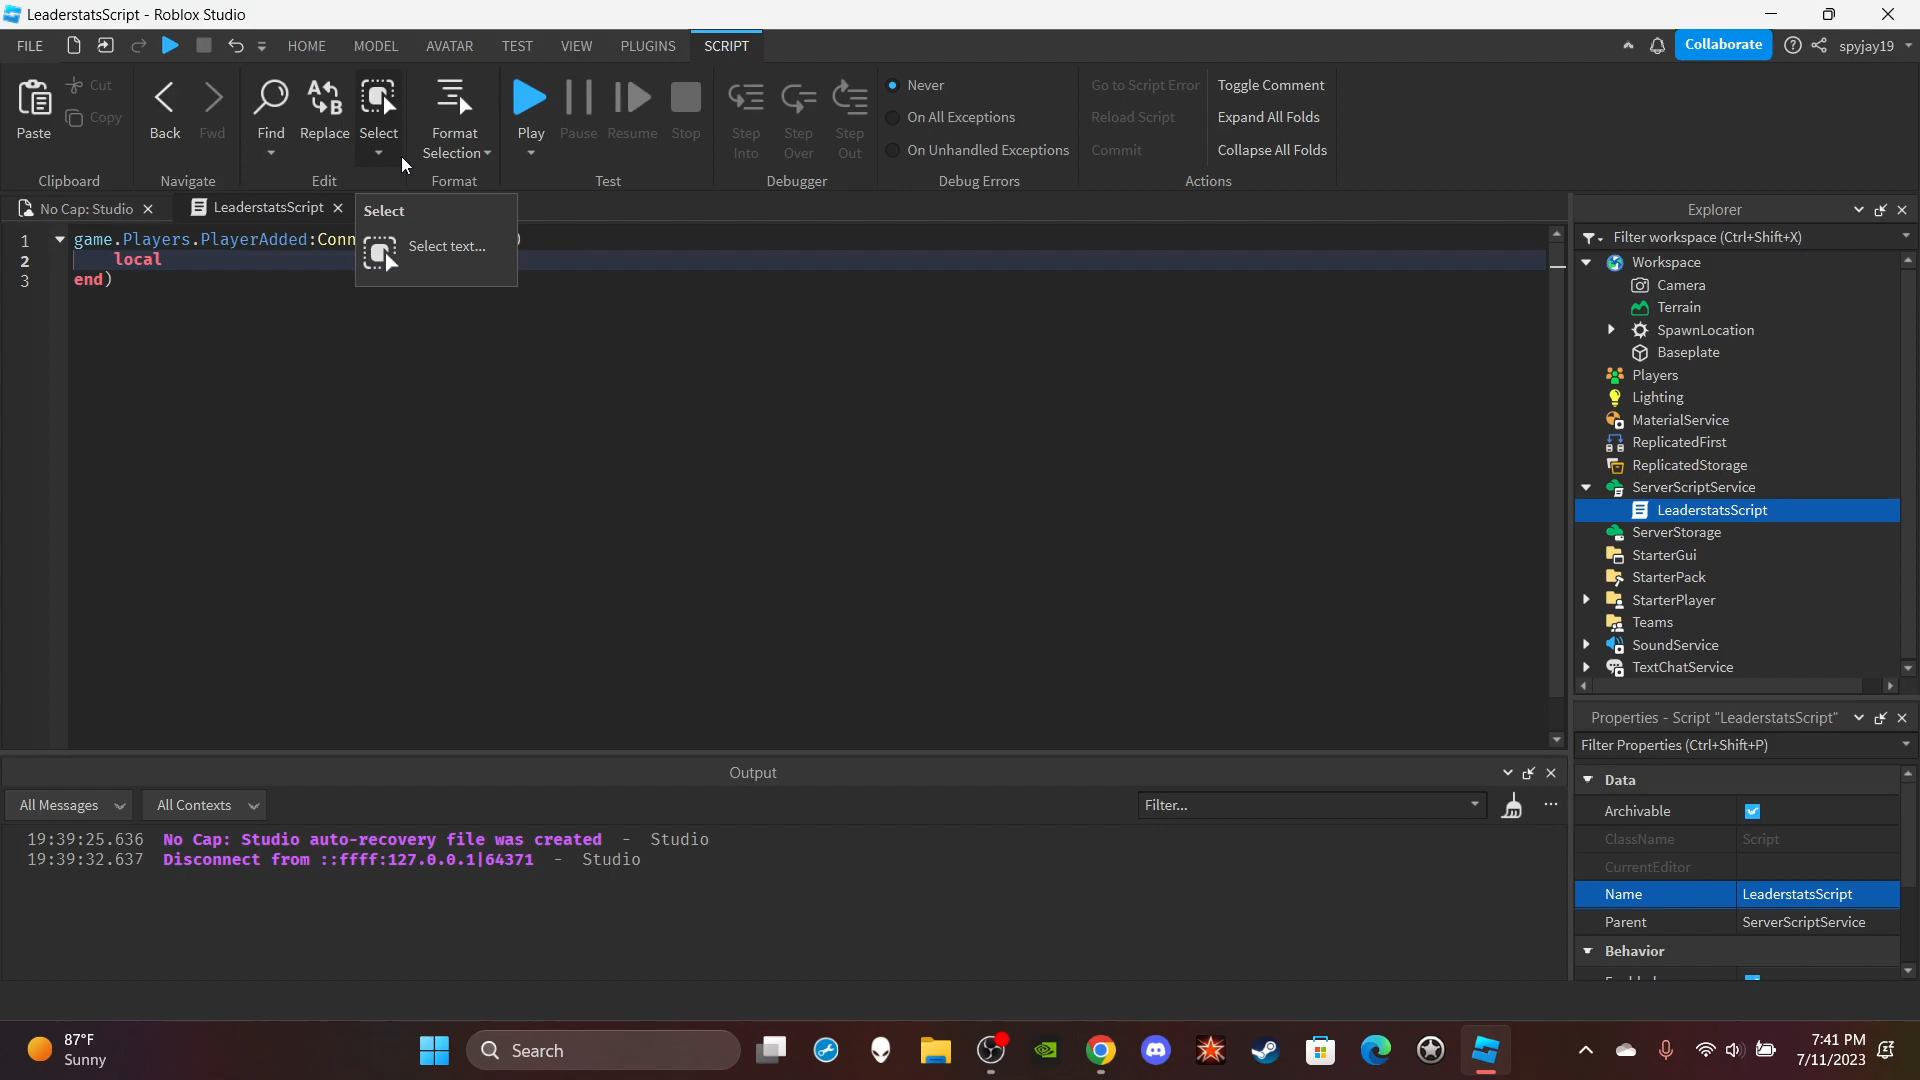 LeaderstatsScript - Roblox Studio
FILE HOME MODEL AVATAR TEST VIEW PLUGINS SCRIPT Collaborate spyjay19
Paste Cut Copy
Clipboard
Back Fwd
Navigate
Find Replace Select
Edit
Format
Selection
Format
Play Pause Resume Stop
Test
Step
Into
Step
Over
Step
Out
Debugger
Never
On All Exceptions
On Unhandled Exceptions
Debug Errors
Go to Script Error
Reload Script
Commit
Toggle Comment
Expand All Folds
Collapse All Folds
Actions
No Cap: Studio LeaderstatsScript
Select
Select text...
1 game.Players.PlayerAdded:Conn )
2 local
3 end)
Explorer
Filter workspace (Ctrl+Shift+X)
Workspace
Camera
Terrain
SpawnLocation
Baseplate
Players
Lighting
MaterialService
ReplicatedFirst
ReplicatedStorage
ServerScriptService
LeaderstatsScript
ServerStorage
StarterGui
StarterPack
StarterPlayer
Teams
SoundService
TextChatService
Properties - Script "LeaderstatsScript"
Filter Properties (Ctrl+Shift+P)
Data
Archivable
ClassName Script
CurrentEditor
Name LeaderstatsScript
Parent ServerScriptService
Behavior
Output
All Messages All Contexts Filter...
19:39:25.636 No Cap: Studio auto-recovery file was created - Studio
19:39:32.637 Disconnect from ::ffff:127.0.0.1|64371 - Studio
87°F
Sunny
Search
7:41 PM
7/11/2023